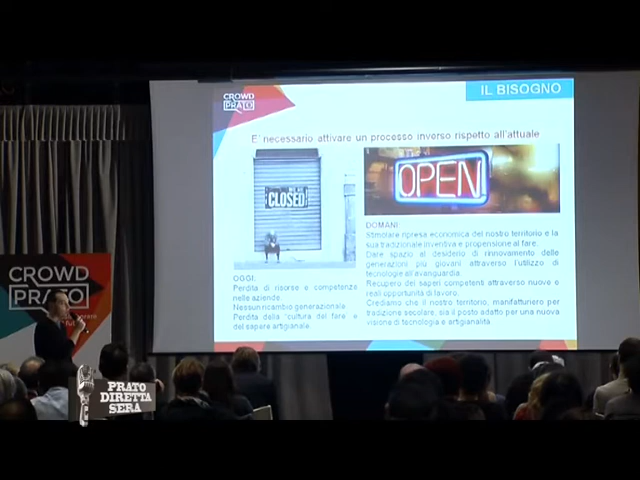 CROWD
PRATO
IL BISOGNO
E' necessario attivare un processo inverso rispetto all'attuale
CLOSED
OPEN
OGGI:
Perdita di risorse e competenze
nelle aziende.
Nessun ricambio generazionale.
Perdita della "cultura del fare" e
del sapere artigianale.
DOMANI:
Stimolare ripresa economica del nostro territorio e la
sua tradizionale inventiva e propensione al fare.
Dare spazio al desiderio di rinnovamento delle
generazioni più giovani attraverso l'utilizzo di
tecnologie all'avanguardia.
Recupero dei saperi competenti attraverso nuove e
reali opportunità di lavoro.
Crediamo che il nostro territorio, manifatturiero per
tradizione secolare, sia il posto adatto per una nuova
visione di tecnologia e artigianalità.
CROWD
PRATO
PRATO
DIRETTA
SERA